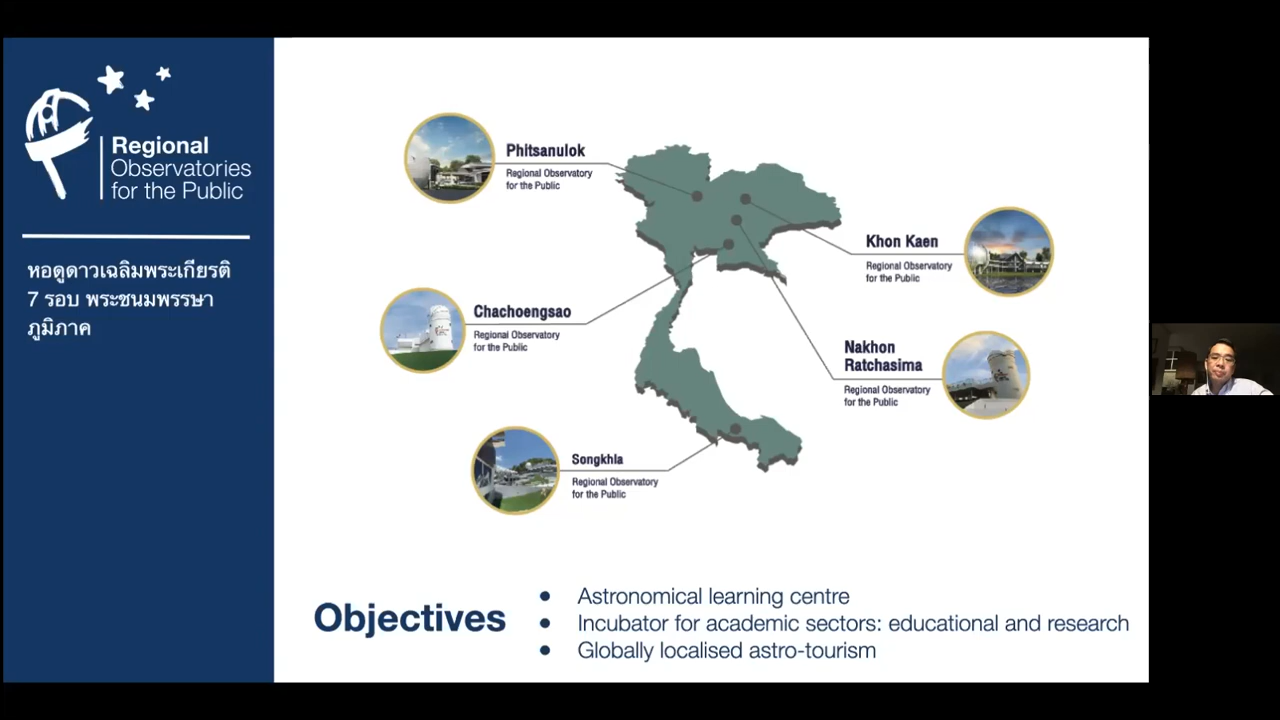 Regional
Observatories
for the Public
หอดูดาวเฉลิมพระเกียรติ
7 รอบ พระชนมพรรษา
ภูมิภาค
Phitsanulok
Regional Observatory
for the Public
Khon Kaen
Regional Observatory
for the Public
Chachoengsao
Regional Observatory
for the Public
Nakhon
Ratchasima
Regional Observatory
for the Public
Songkhla
Regional Observatory
for the Public
Objectives
● Astronomical learning centre
● Incubator for academic sectors: educational and research
● Globally localised astro-tourism